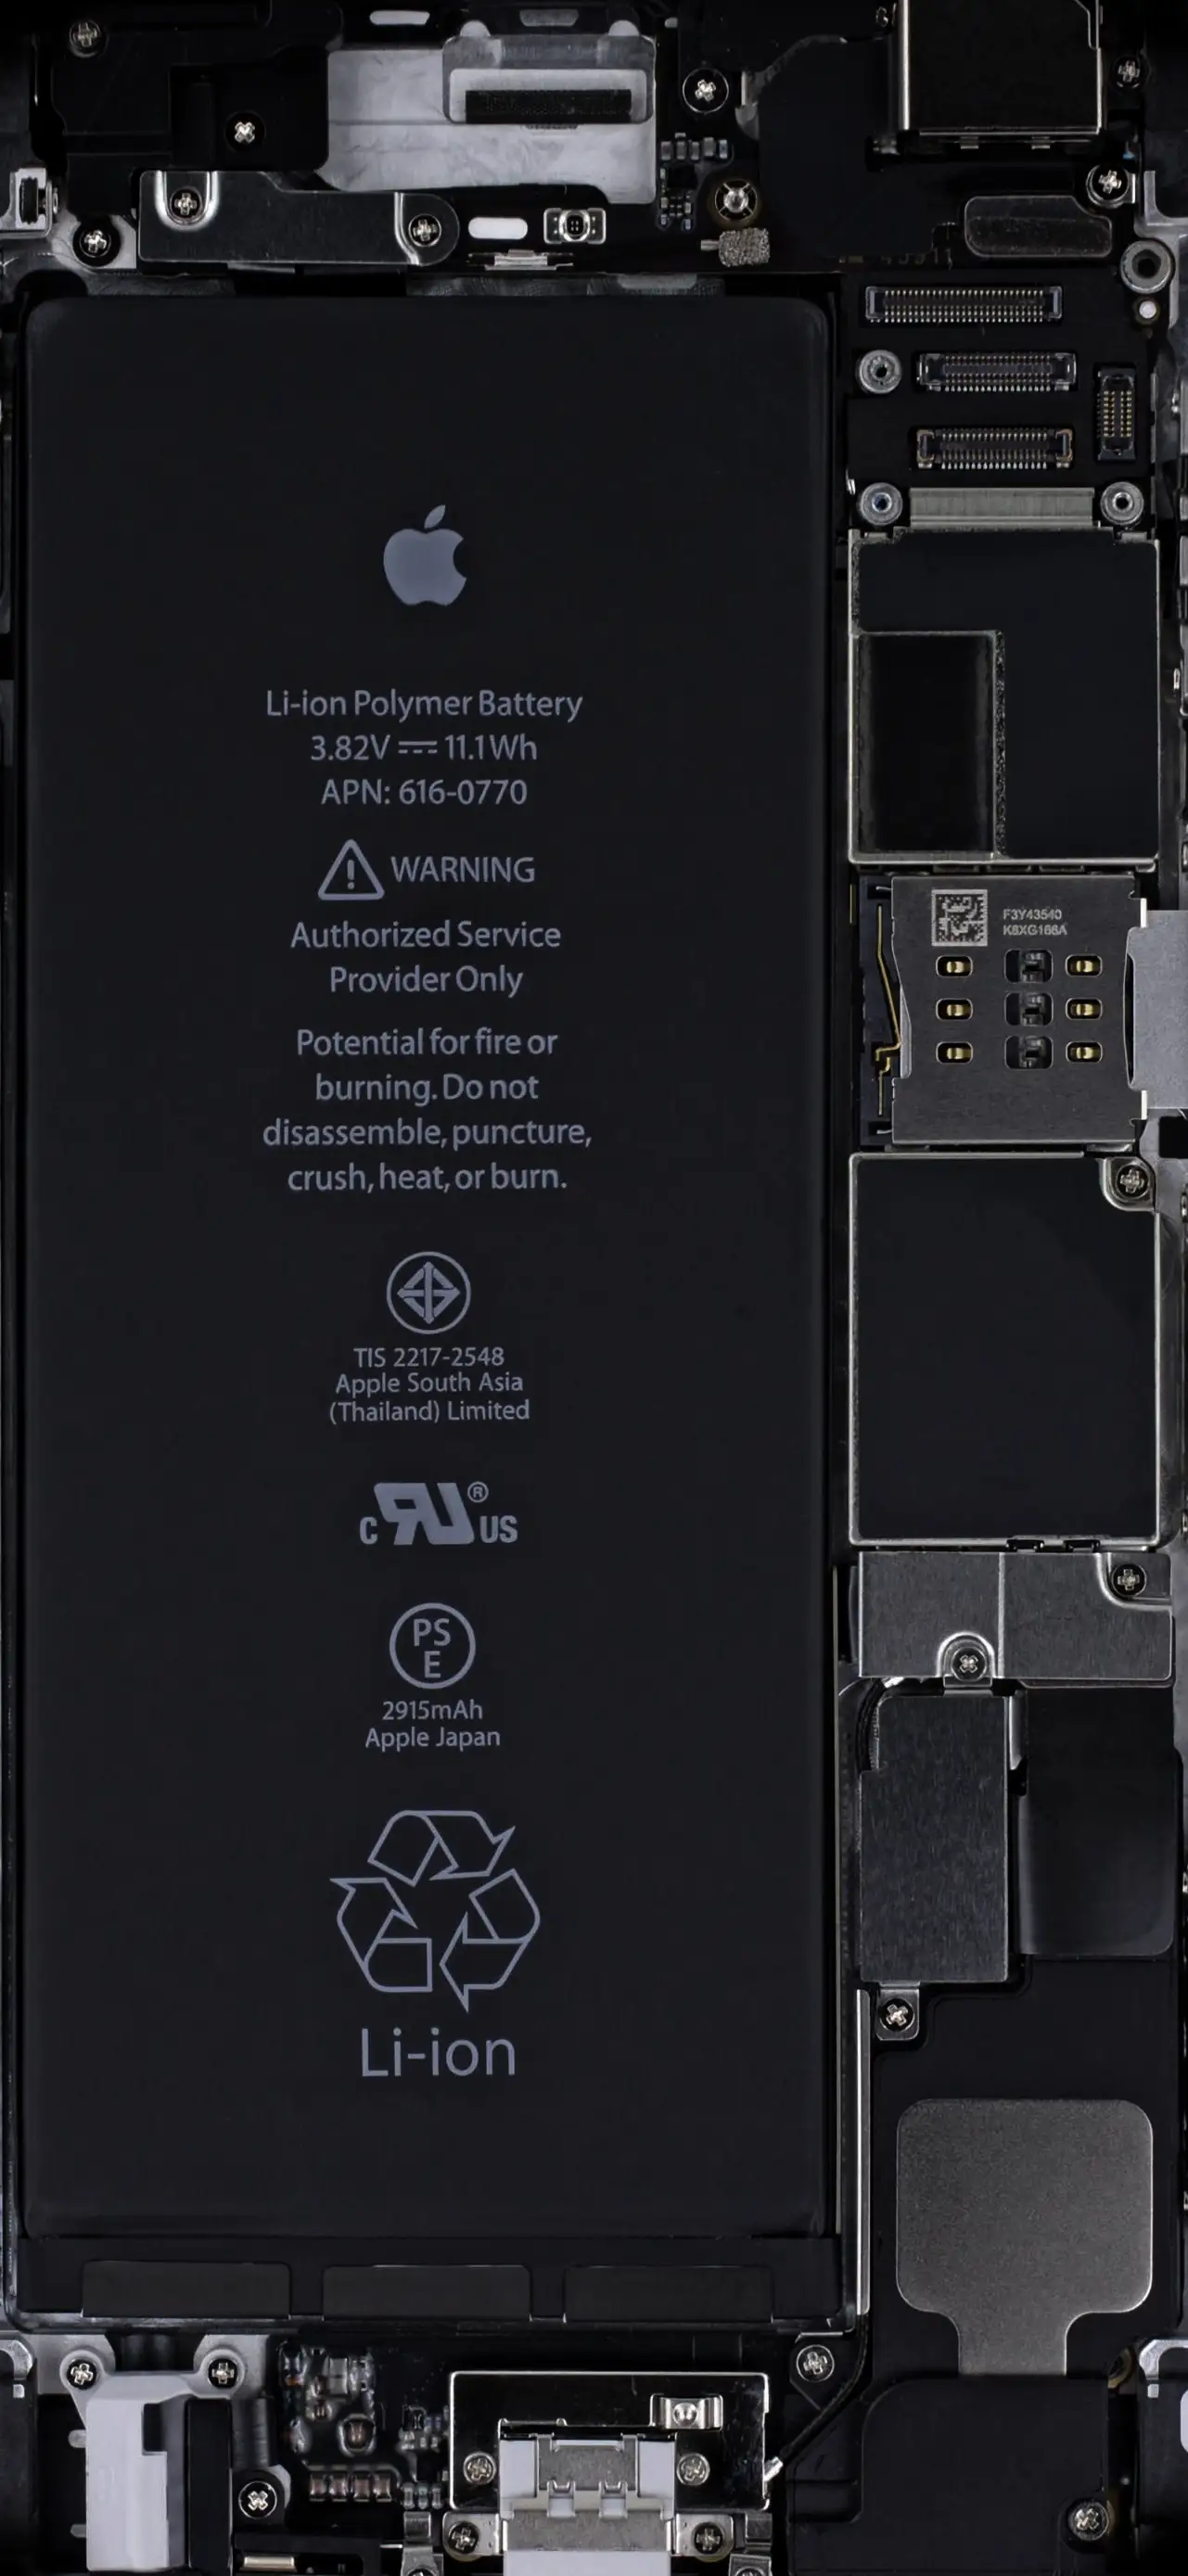 Li-ion Polymer Battery
3.82V 11.1Wh
APN: 616-0770
WARNING
Authorized Service
Provider Only
Potential for fire or
burning. Do not
disassemble, puncture,
crush, heat, or burn.
TIS 2217-2548
Apple South Asia
(Thailand) Limited
c RU ® US
PS
E
2915mAh
Apple Japan
Li-ion
F3Y43540
K8XG166A